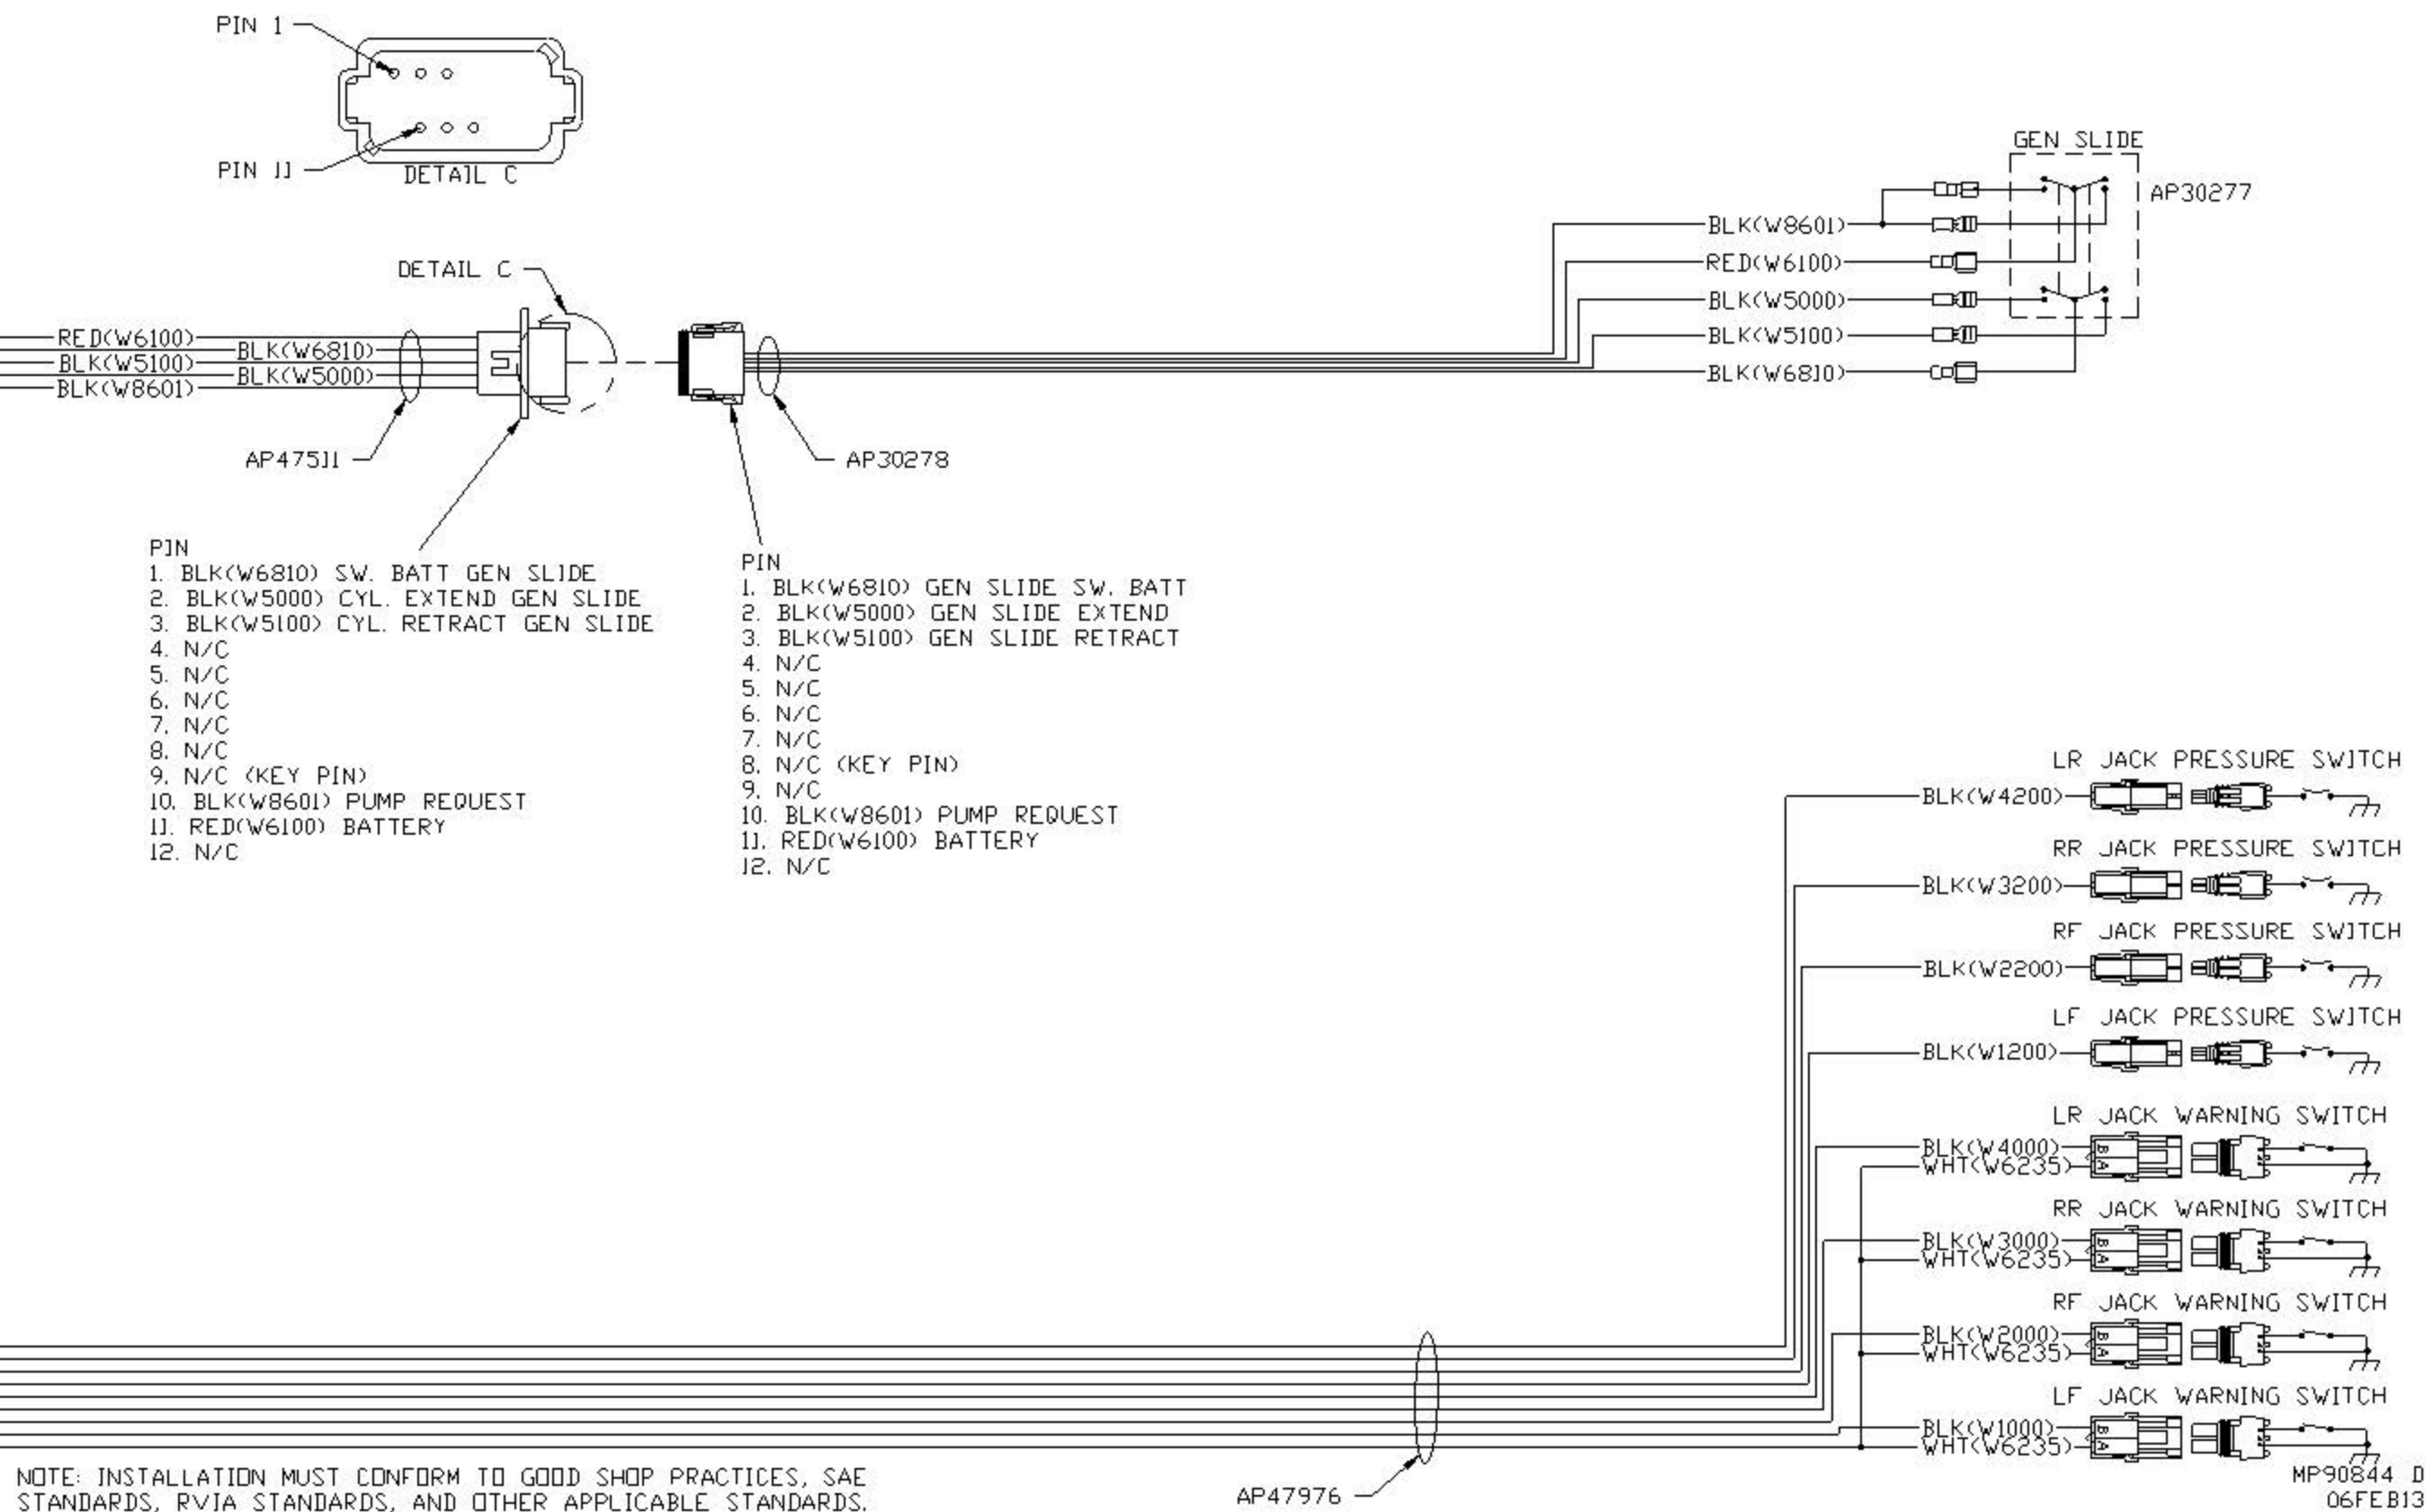 PIN 1
PIN 11
DETAIL C
GEN SLIDE
AP30277
BLK(W8601)
RED(W6100)
BLK(W5000)
BLK(W5100)
BLK(W6810)
DETAIL C
RED(W6100)
BLK(W6810)
BLK(W5100)
BLK(W5000)
BLK(W8601)
AP47511
AP30278
PIN
1. BLK(W6810) SW. BATT GEN SLIDE
2. BLK(W5000) CYL. EXTEND GEN SLIDE
3. BLK(W5100) CYL. RETRACT GEN SLIDE
4. N/C
5. N/C
6. N/C
7. N/C
8. N/C
9. N/C (KEY PIN)
10. BLK(W8601) PUMP REQUEST
11. RED(W6100) BATTERY
12. N/C
PIN
1. BLK(W6810) GEN SLIDE SW. BATT
2. BLK(W5000) GEN SLIDE EXTEND
3. BLK(W5100) GEN SLIDE RETRACT
4. N/C
5. N/C
6. N/C
7. N/C
8. N/C (KEY PIN)
9. N/C
10. BLK(W8601) PUMP REQUEST
11. RED(W6100) BATTERY
12. N/C
LR JACK PRESSURE SWITCH
BLK(W4200)
RR JACK PRESSURE SWITCH
BLK(W3200)
RF JACK PRESSURE SWITCH
BLK(W2200)
LF JACK PRESSURE SWITCH
BLK(W1200)
LR JACK WARNING SWITCH
BLK(W4000) B
WHT(W6235) A
RR JACK WARNING SWITCH
BLK(W3000) B
WHT(W6235) A
RF JACK WARNING SWITCH
BLK(W2000) B
WHT(W6235) A
LF JACK WARNING SWITCH
BLK(W1000) B
WHT(W6235) A
AP47976
NOTE: INSTALLATION MUST CONFORM TO GOOD SHOP PRACTICES, SAE
STANDARDS, RVIA STANDARDS, AND OTHER APPLICABLE STANDARDS.
MP90844 D
06FEB13